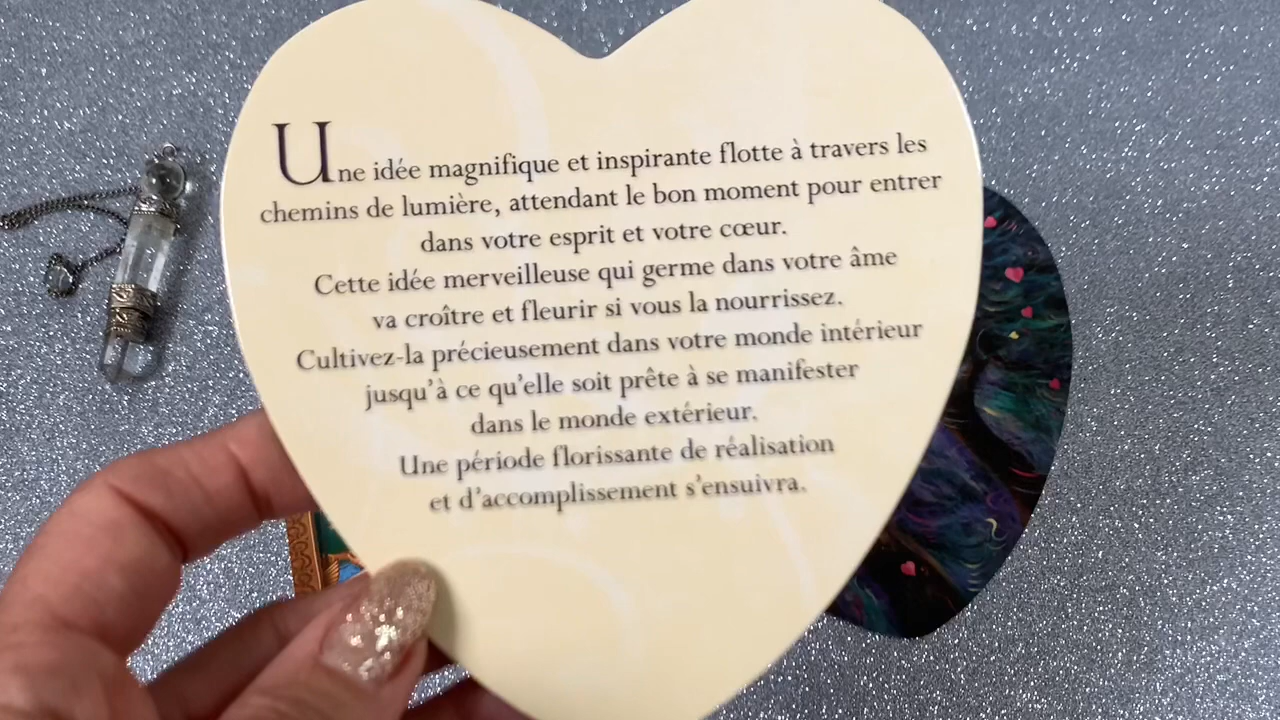 Une idée magnifique et inspirante flotte à travers les
chemins de lumière, attendant le bon moment pour entrer
dans votre esprit et votre cœur.
Cette idée merveilleuse qui germe dans votre âme
va croître et fleurir si vous la nourrissez.
Cultivez-la précieusement dans votre monde intérieur
jusqu'à ce qu'elle soit prête à se manifester
dans le monde extérieur.
Une période florissante de réalisation
et d'accomplissement s'ensuivra.